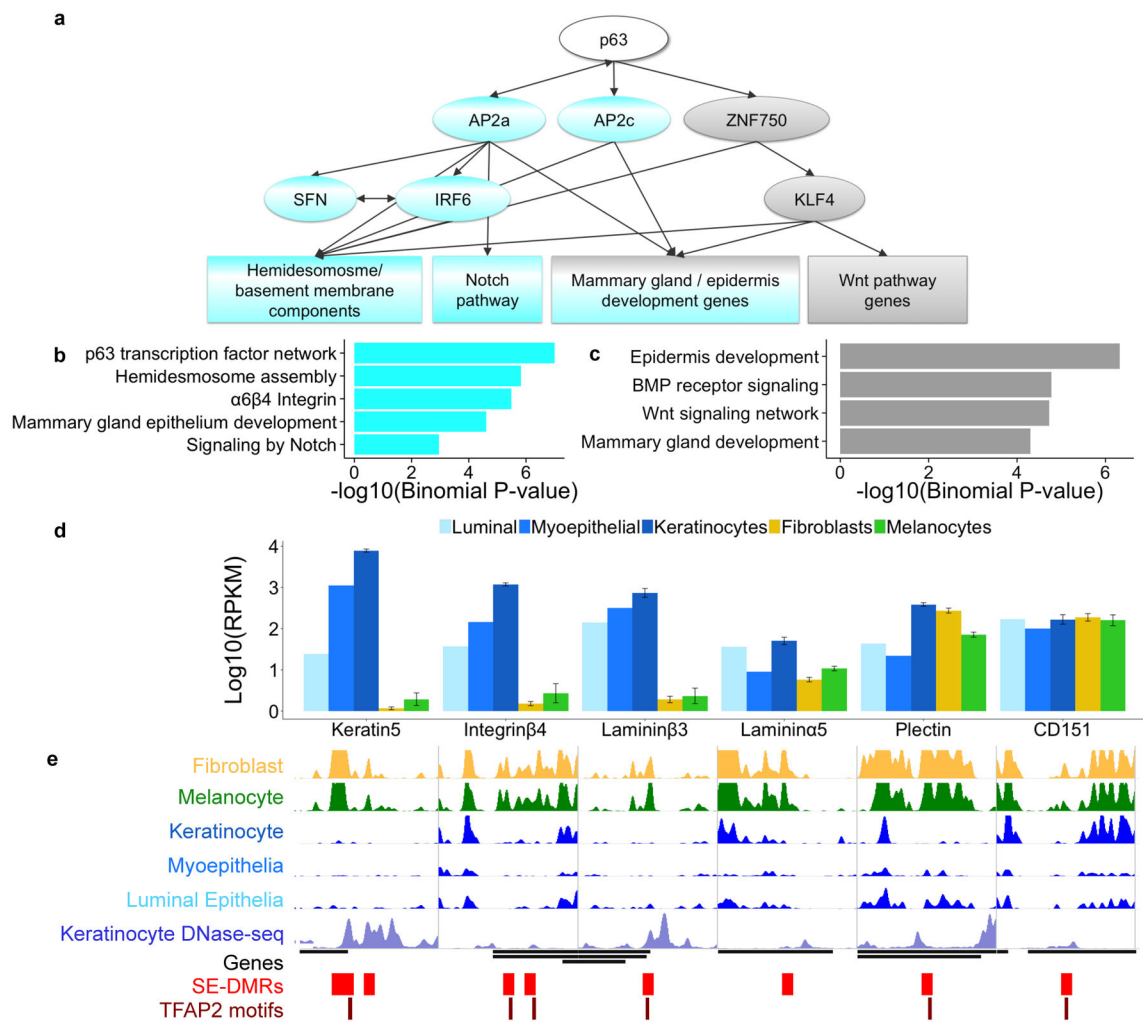 a
p63
AP2a
AP2c
ZNF750
SFN
IRF6
KLF4
Hemidesomosme/
basement membrane
components
Notch
pathway
Mammary gland / epidermis
development genes
Wnt pathway
genes
b
p63 transcription factor network
Hemidesmosome assembly
α6β4 Integrin
Mammary gland epithelium development
Signaling by Notch
0 2 4 6
-log10(Binomial P-value)
c
Epidermis development
BMP receptor signaling
Wnt signaling network
Mammary gland development
0 2 4 6
-log10(Binomial P-value)
d
Luminal Myoepithelial Keratinocytes Fibroblasts Melanocytes
Log10(RPKM)
4
3
2
1
0
Keratin5 Integrinβ4 Lamininβ3 Lamininα5 Plectin CD151
e
Fibroblast
Melanocyte
Keratinocyte
Myoepithelia
Luminal Epithelia
Keratinocyte DNase-seq
Genes
SE-DMRs
TFAP2 motifs